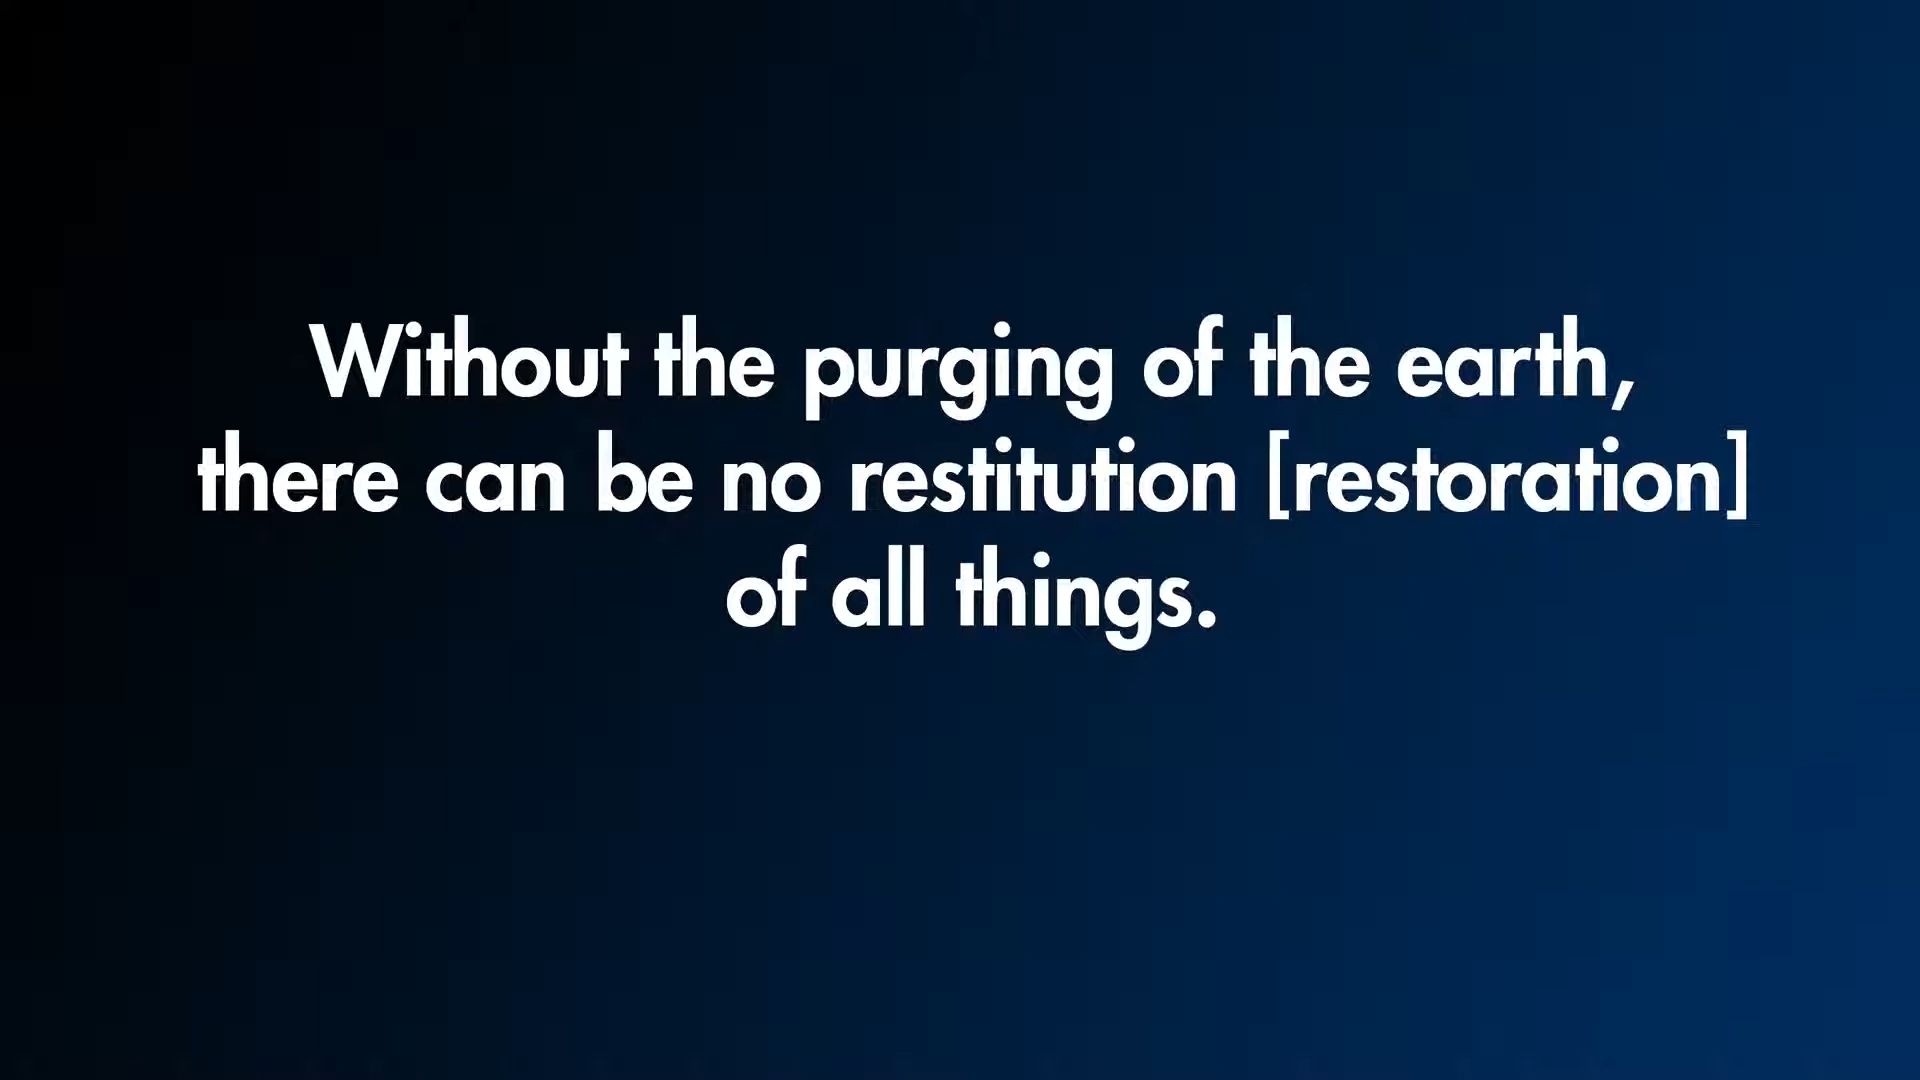 Without the purging of the earth,
there can be no restitution [restoration]
of all things.